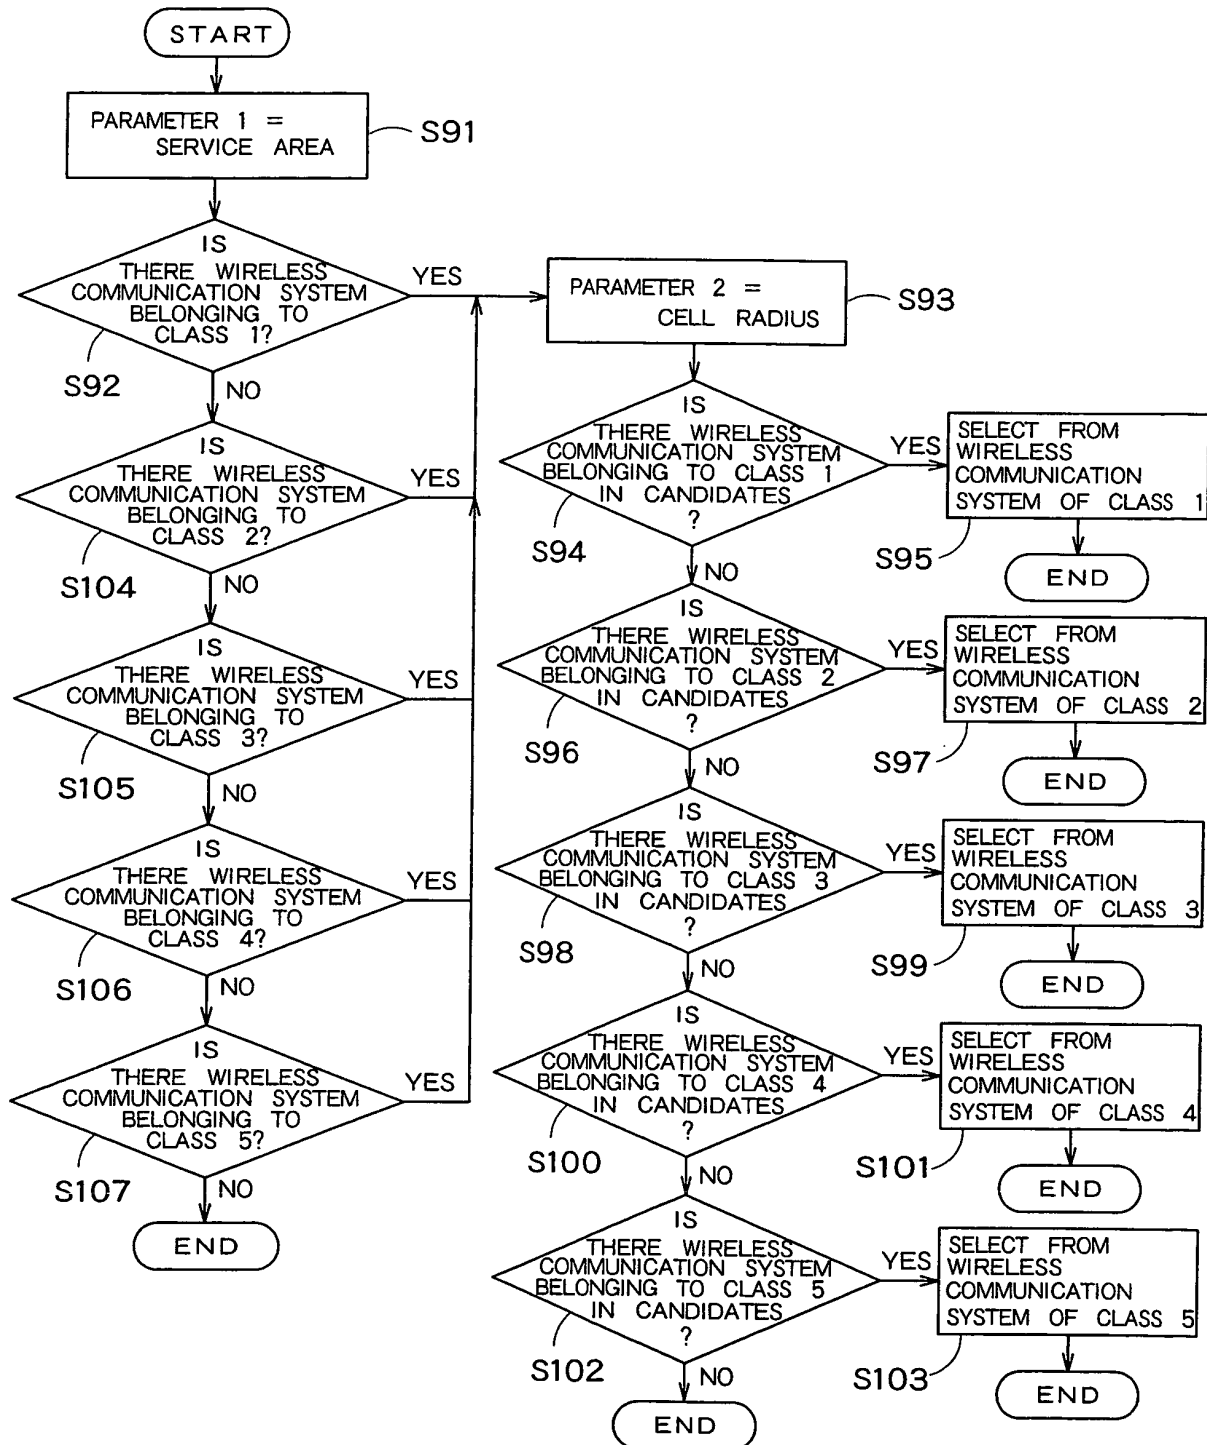 START
PARAMETER 1 =
SERVICE AREA
S91
IS
THERE WIRELESS
COMMUNICATION SYSTEM
BELONGING TO
CLASS 1?
YES
S92
NO
IS
THERE WIRELESS
COMMUNICATION SYSTEM
BELONGING TO
CLASS 2?
YES
S104
NO
IS
THERE WIRELESS
COMMUNICATION SYSTEM
BELONGING TO
CLASS 3?
YES
S105
NO
IS
THERE WIRELESS
COMMUNICATION SYSTEM
BELONGING TO
CLASS 4?
YES
S106
NO
IS
THERE WIRELESS
COMMUNICATION SYSTEM
BELONGING TO
CLASS 5?
YES
S107
NO
END
PARAMETER 2 =
CELL RADIUS
S93
IS
THERE WIRELESS
COMMUNICATION SYSTEM
BELONGING TO CLASS 1
IN CANDIDATES
?
YES
S94
NO
SELECT FROM
WIRELESS
COMMUNICATION
SYSTEM OF CLASS 1
S95
END
IS
THERE WIRELESS
COMMUNICATION SYSTEM
BELONGING TO CLASS 2
IN CANDIDATES
?
YES
S96
NO
SELECT FROM
WIRELESS
COMMUNICATION
SYSTEM OF CLASS 2
S97
END
IS
THERE WIRELESS
COMMUNICATION SYSTEM
BELONGING TO CLASS 3
IN CANDIDATES
?
YES
S98
NO
SELECT FROM
WIRELESS
COMMUNICATION
SYSTEM OF CLASS 3
S99
END
IS
THERE WIRELESS
COMMUNICATION SYSTEM
BELONGING TO CLASS 4
IN CANDIDATES
?
YES
S100
NO
SELECT FROM
WIRELESS
COMMUNICATION
SYSTEM OF CLASS 4
S101
END
IS
THERE WIRELESS
COMMUNICATION SYSTEM
BELONGING TO CLASS 5
IN CANDIDATES
?
YES
S102
NO
END
SELECT FROM
WIRELESS
COMMUNICATION
SYSTEM OF CLASS 5
S103
END